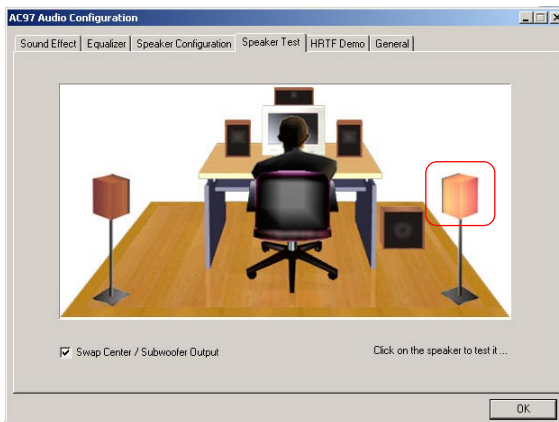 AC97 Audio Configuration
Sound Effect Equalizer Speaker Configuration Speaker Test HRTF Demo General
Swap Center / Subwoofer Output
Click on the speaker to test it ...
OK